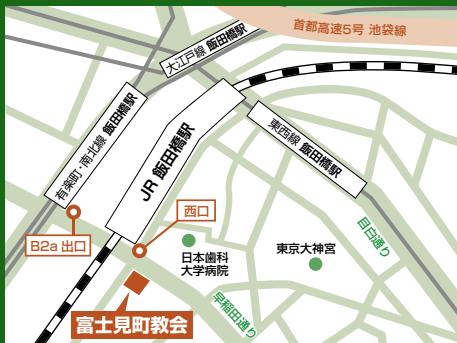 首都高速5号 池袋線
大江戸線 飯田橋駅
有楽町・南北線 飯田橋駅
JR 飯田橋駅
東西線 飯田橋駅
西口
B2a 出口
日本歯科
大学病院
東京大神宮
目白通り
早稲田通り
富士見町教会